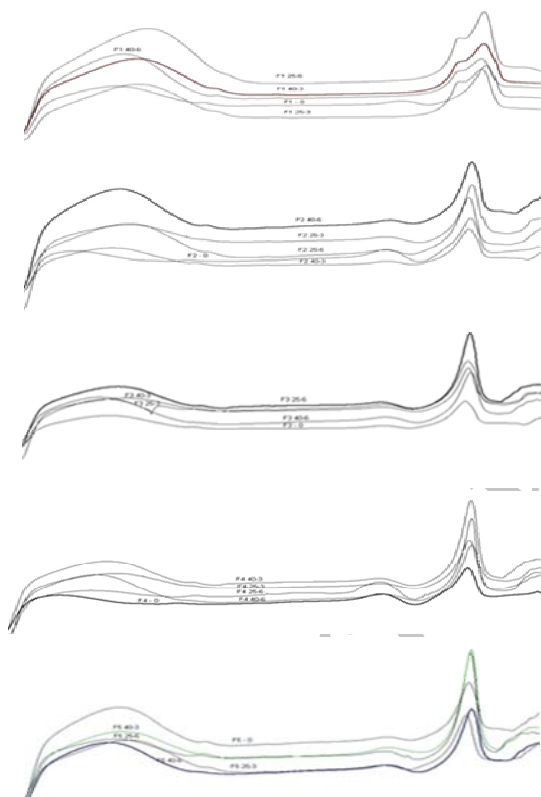 F1 40-6
F1 25-6
F1 40-3
F1 - 0
F1 25-3
F2 40-6
F2 25-3
F2 25-6
F2 - 0
F2 40-3
F3 40-3
F3 25-6
F3 25-3
F3 40-6
F3 - 0
F4 40-3
F4 25-3
F4 25-6
F4 - 0
F4 40-6
F5 40-3
F5 25-6
F5 - 0
F5 40-6
F5 25-3